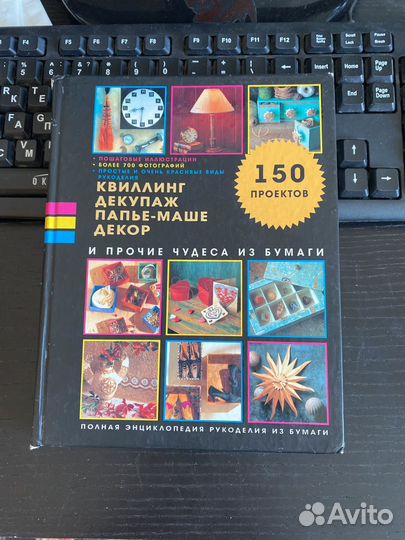 • ПОШАГОВЫЕ ИЛЛЮСТРАЦИИ
• БОЛЕЕ 700 ФОТОГРАФИЙ
• ПРОСТЫЕ И ОЧЕНЬ КРАСИВЫЕ ВИДЫ
РУКОДЕЛИЯ
150
ПРОЕКТОВ
КВИЛЛИНГ
ДЕКУПАЖ
ПАПЬЕ-МАШЕ
ДЕКОР
И ПРОЧИЕ ЧУДЕСА ИЗ БУМАГИ
ПОЛНАЯ ЭНЦИКЛОПЕДИЯ РУКОДЕЛИЯ ИЗ БУМАГИ
Avito